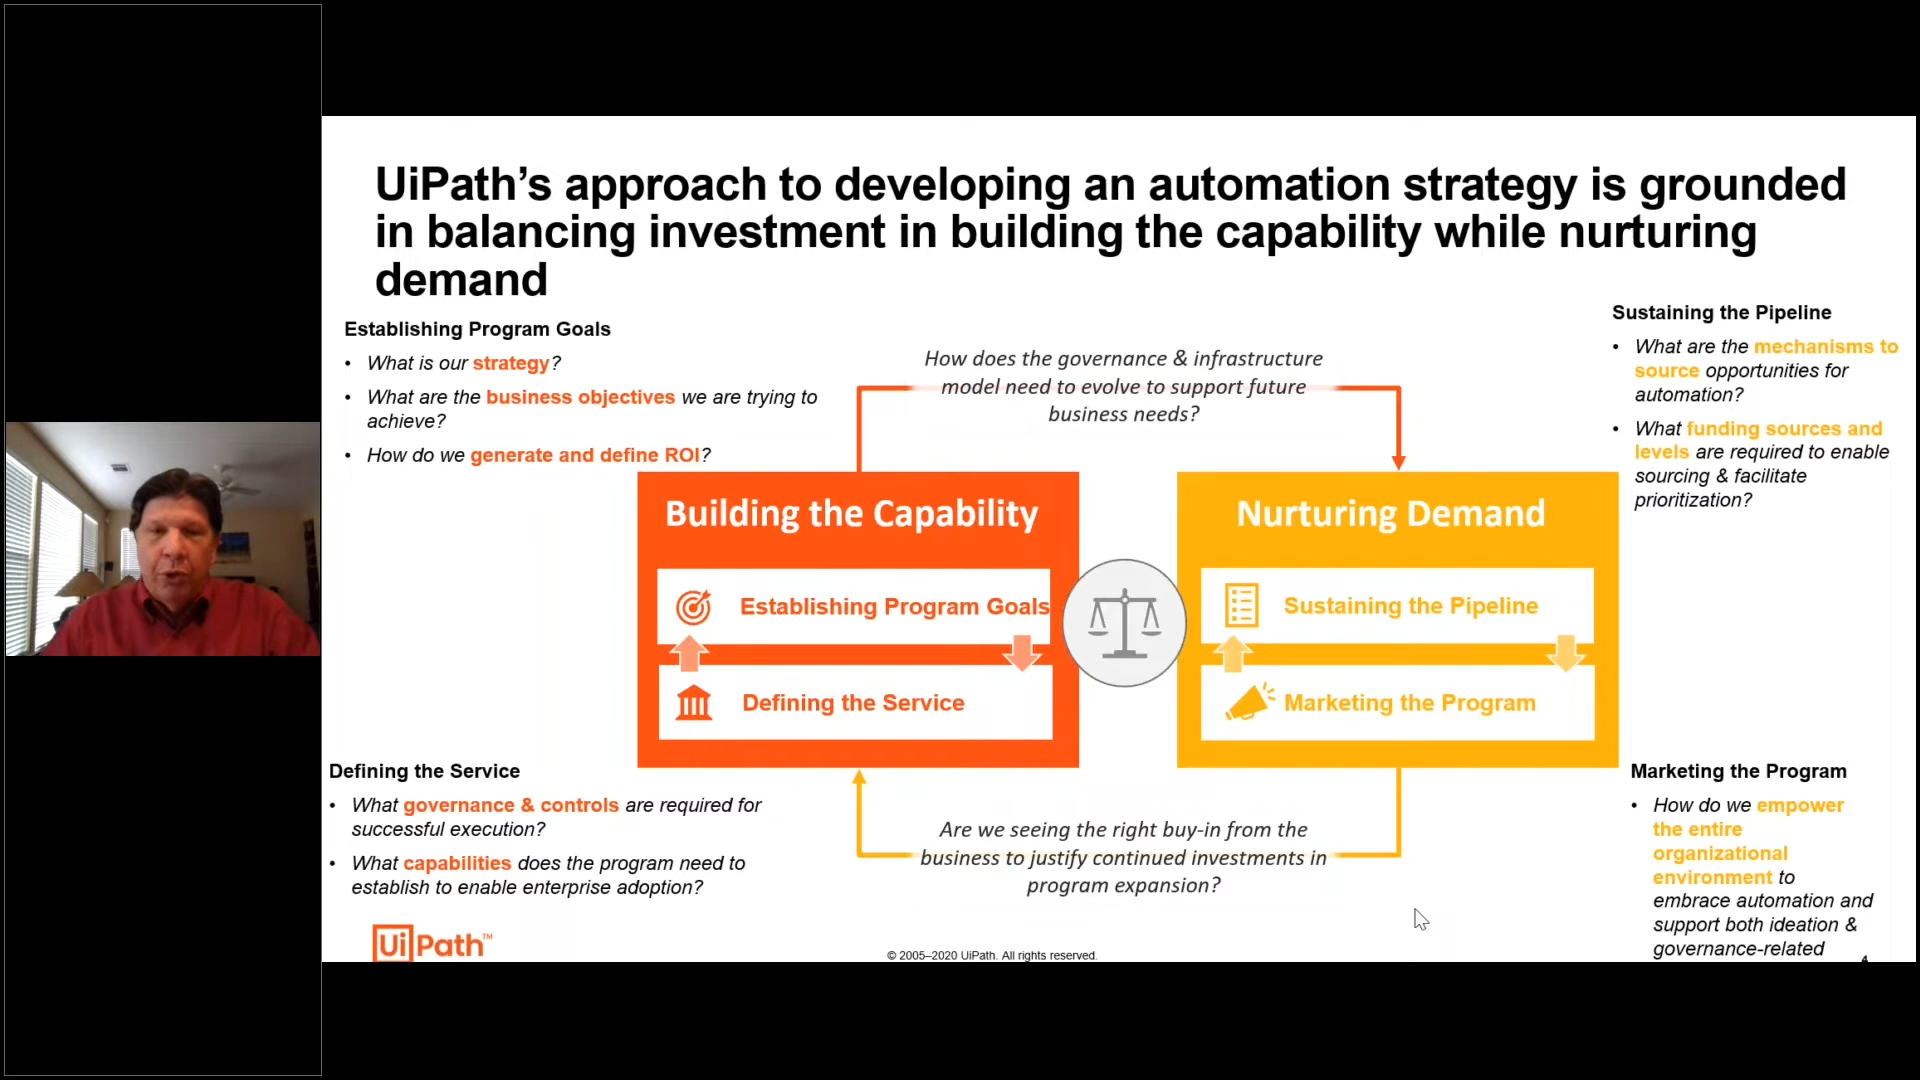 UiPath’s approach to developing an automation strategy is grounded
in balancing investment in building the capability while nurturing
demand
Establishing Program Goals
• What is our strategy?
• What are the business objectives we are trying to
achieve?
• How do we generate and define ROI?
How does the governance & infrastructure
model need to evolve to support future
business needs?
Sustaining the Pipeline
• What are the mechanisms to
source opportunities for
automation?
• What funding sources and
levels are required to enable
sourcing & facilitate
prioritization?
Building the Capability
Establishing Program Goals
Defining the Service
Nurturing Demand
Sustaining the Pipeline
Marketing the Program
Defining the Service
• What governance & controls are required for
successful execution?
• What capabilities does the program need to
establish to enable enterprise adoption?
Are we seeing the right buy-in from the
business to justify continued investments in
program expansion?
Marketing the Program
• How do we empower
the entire
organizational
environment to
embrace automation and
support both ideation &
governance-related
UiPath™
© 2005–2020 UiPath. All rights reserved.
4